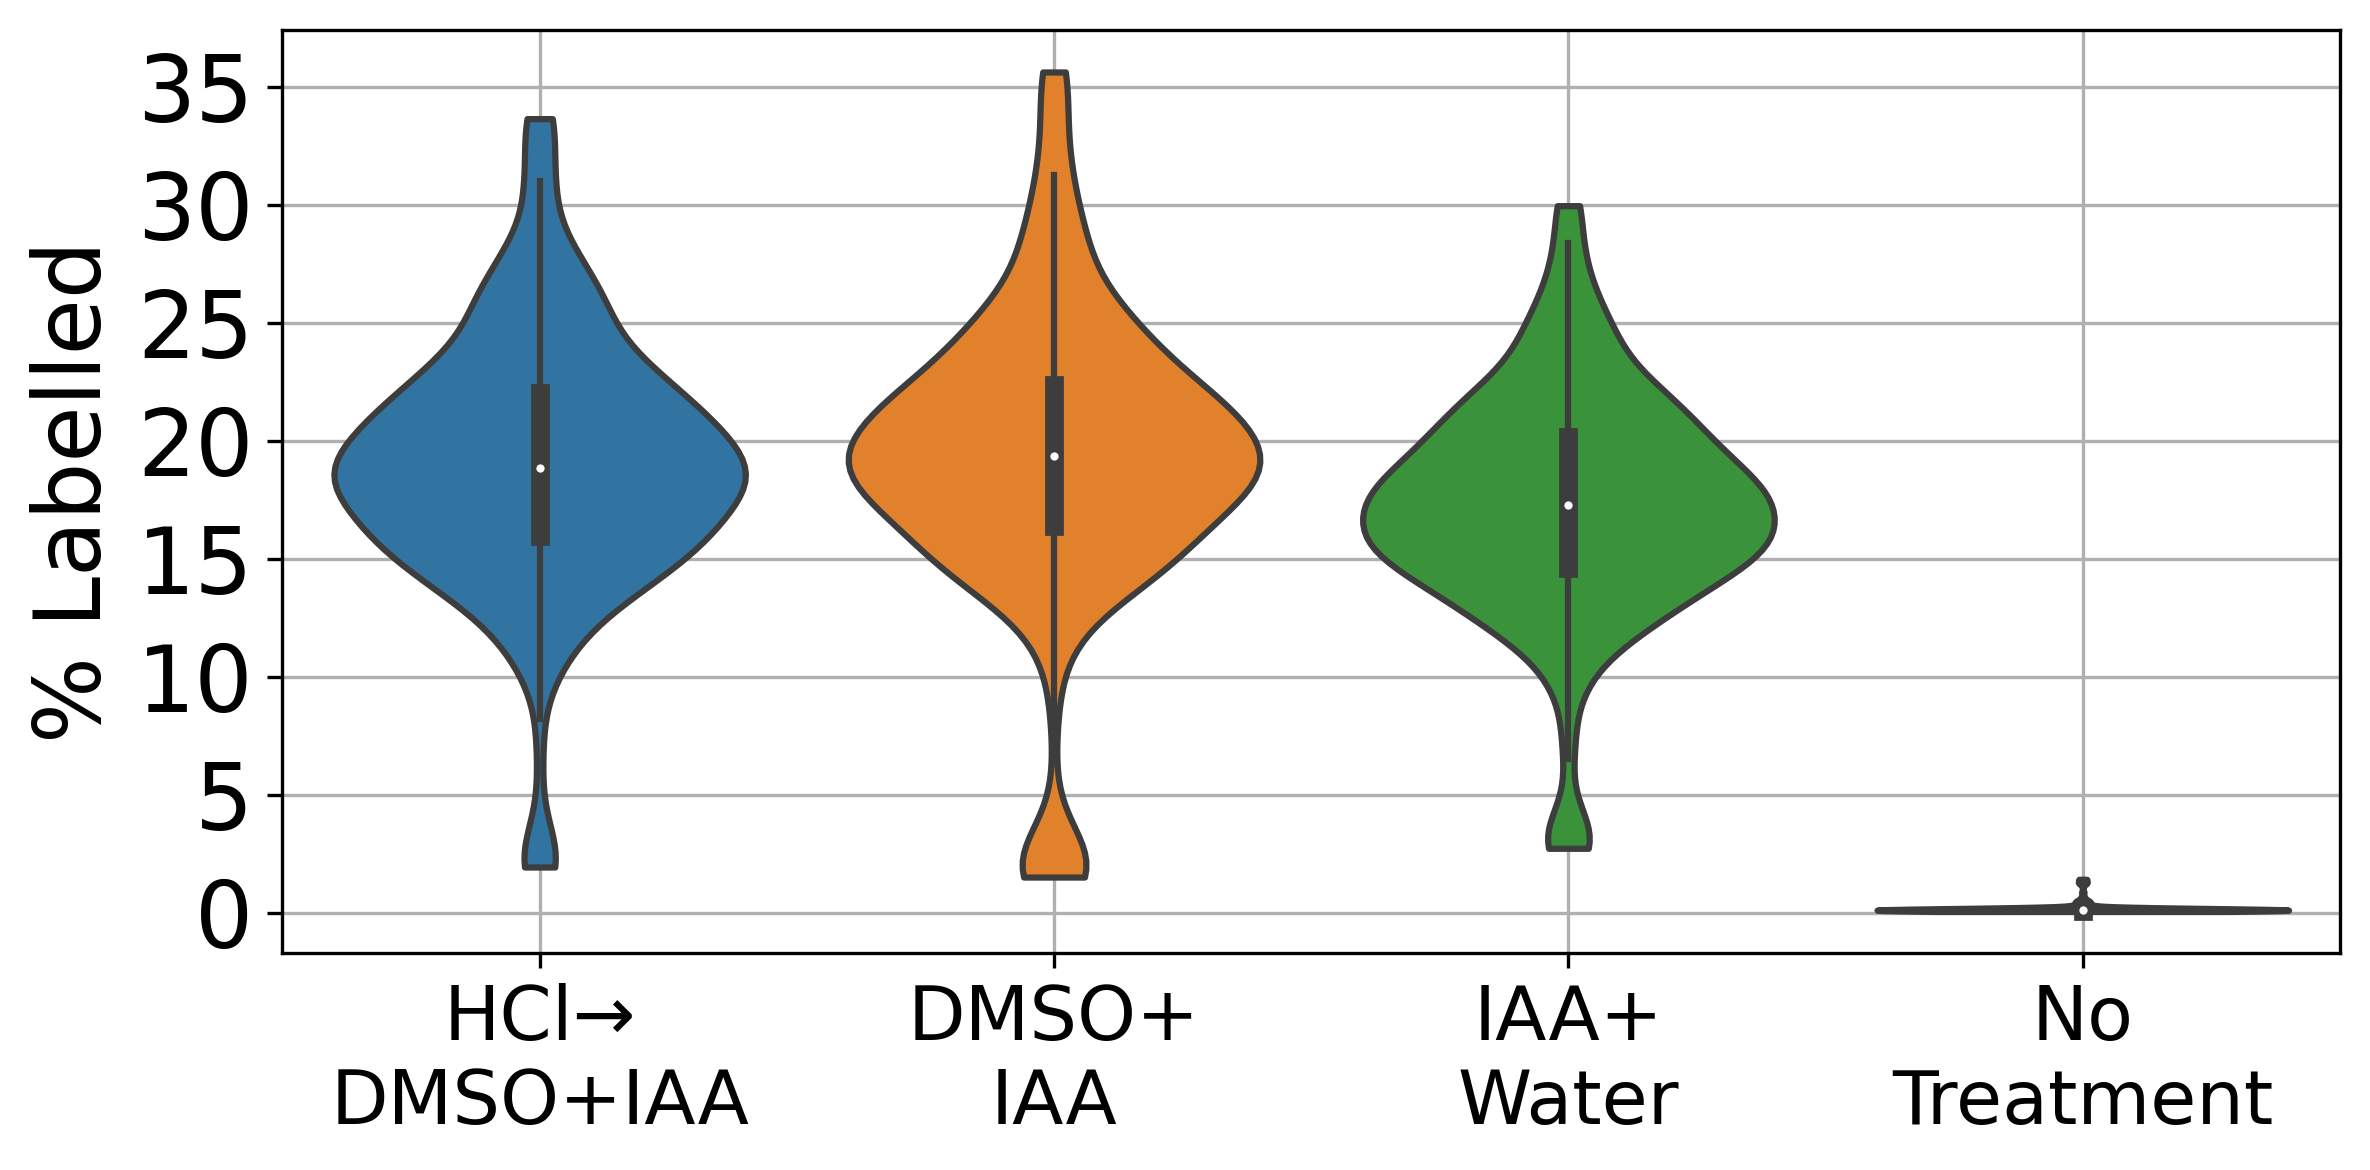 % Labelled
35
30
25
20
15
10
5
0
HCl→
DMSO+IAA
DMSO+
IAA
IAA+
Water
No
Treatment